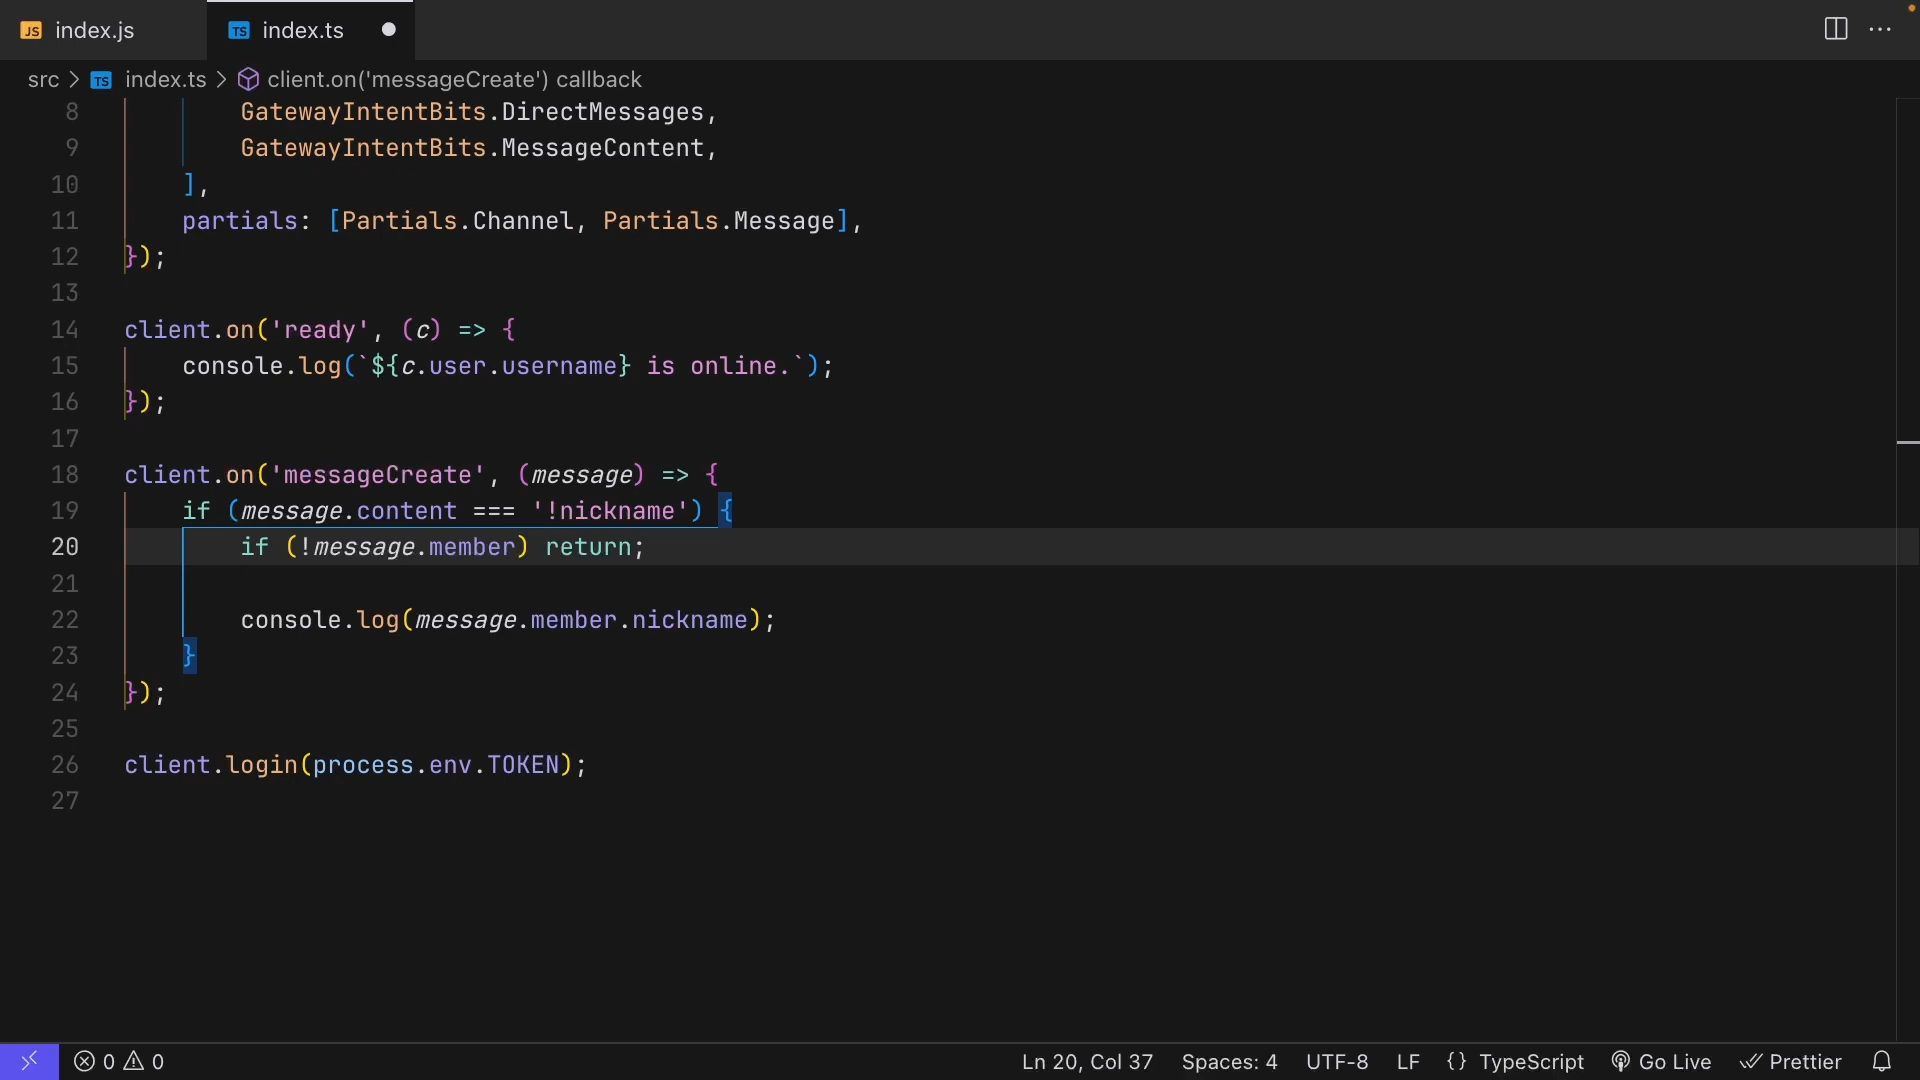 JS index.js
TS index.ts
src > TS index.ts > client.on('messageCreate') callback
8 GatewayIntentBits.DirectMessages,
9 GatewayIntentBits.MessageContent,
10 ],
11 partials: [Partials.Channel, Partials.Message],
12 });
13
14 client.on('ready', (c) => {
15 console.log(`${c.user.username} is online.`);
16 });
17
18 client.on('messageCreate', (message) => {
19 if (message.content === '!nickname') {
20 if (!message.member) return;
21
22 console.log(message.member.nickname);
23 }
24 });
25
26 client.login(process.env.TOKEN);
27
0 0 Ln 20, Col 37 Spaces: 4 UTF-8 LF {} TypeScript Go Live Prettier